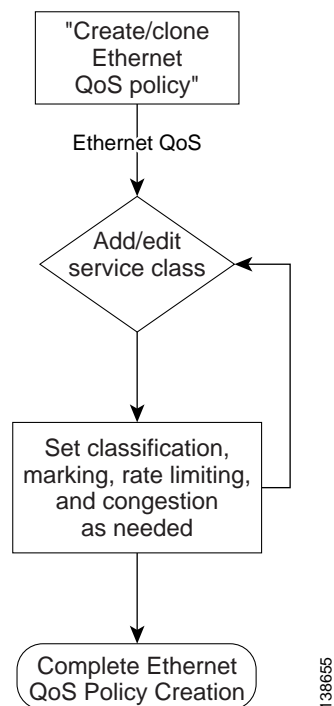 "Create/clone
Ethernet
QoS policy"
Ethernet QoS
Add/edit
service class
Set classification,
marking, rate limiting,
and congestion
as needed
Complete Ethernet
QoS Policy Creation
138655